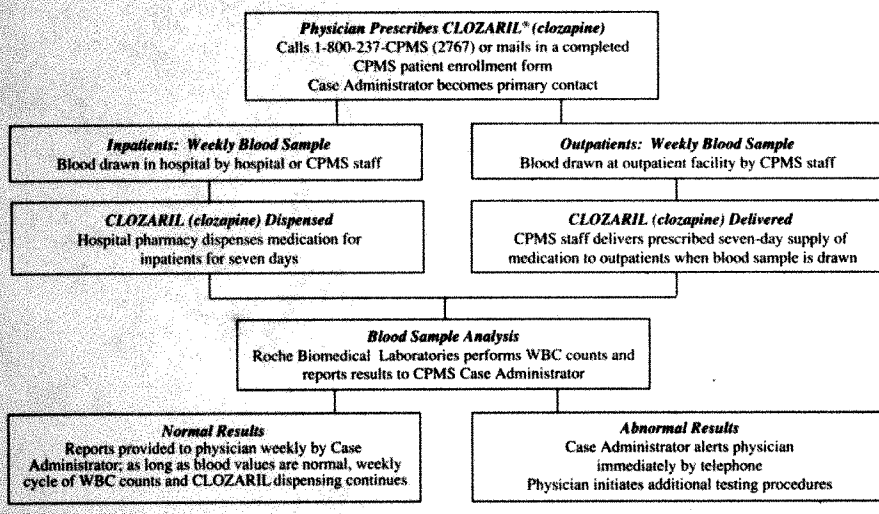 Physician Prescribes CLOZARIL® (clozapine)
Calls 1-800-237-CPMS (2767) or mails in a completed
CPMS patient enrollment form
Case Administrator becomes primary contact
Inpatients: Weekly Blood Sample
Blood drawn in hospital by hospital or CPMS staff
Outpatients: Weekly Blood Sample
Blood drawn at outpatient facility by CPMS staff
CLOZARIL (clozapine) Dispensed
Hospital pharmacy dispenses medication for
inpatients for seven days
CLOZARIL (clozapine) Delivered
CPMS staff delivers prescribed seven-day supply of
medication to outpatients when blood sample is drawn
Blood Sample Analysis
Roche Biomedical Laboratories performs WBC counts and
reports results to CPMS Case Administrator
Normal Results
Reports provided to physician weekly by Case
Administrator; as long as blood values are normal, weekly
cycle of WBC counts and CLOZARIL dispensing continues
Abnormal Results
Case Administrator alerts physician
immediately by telephone
Physician initiates additional testing procedures